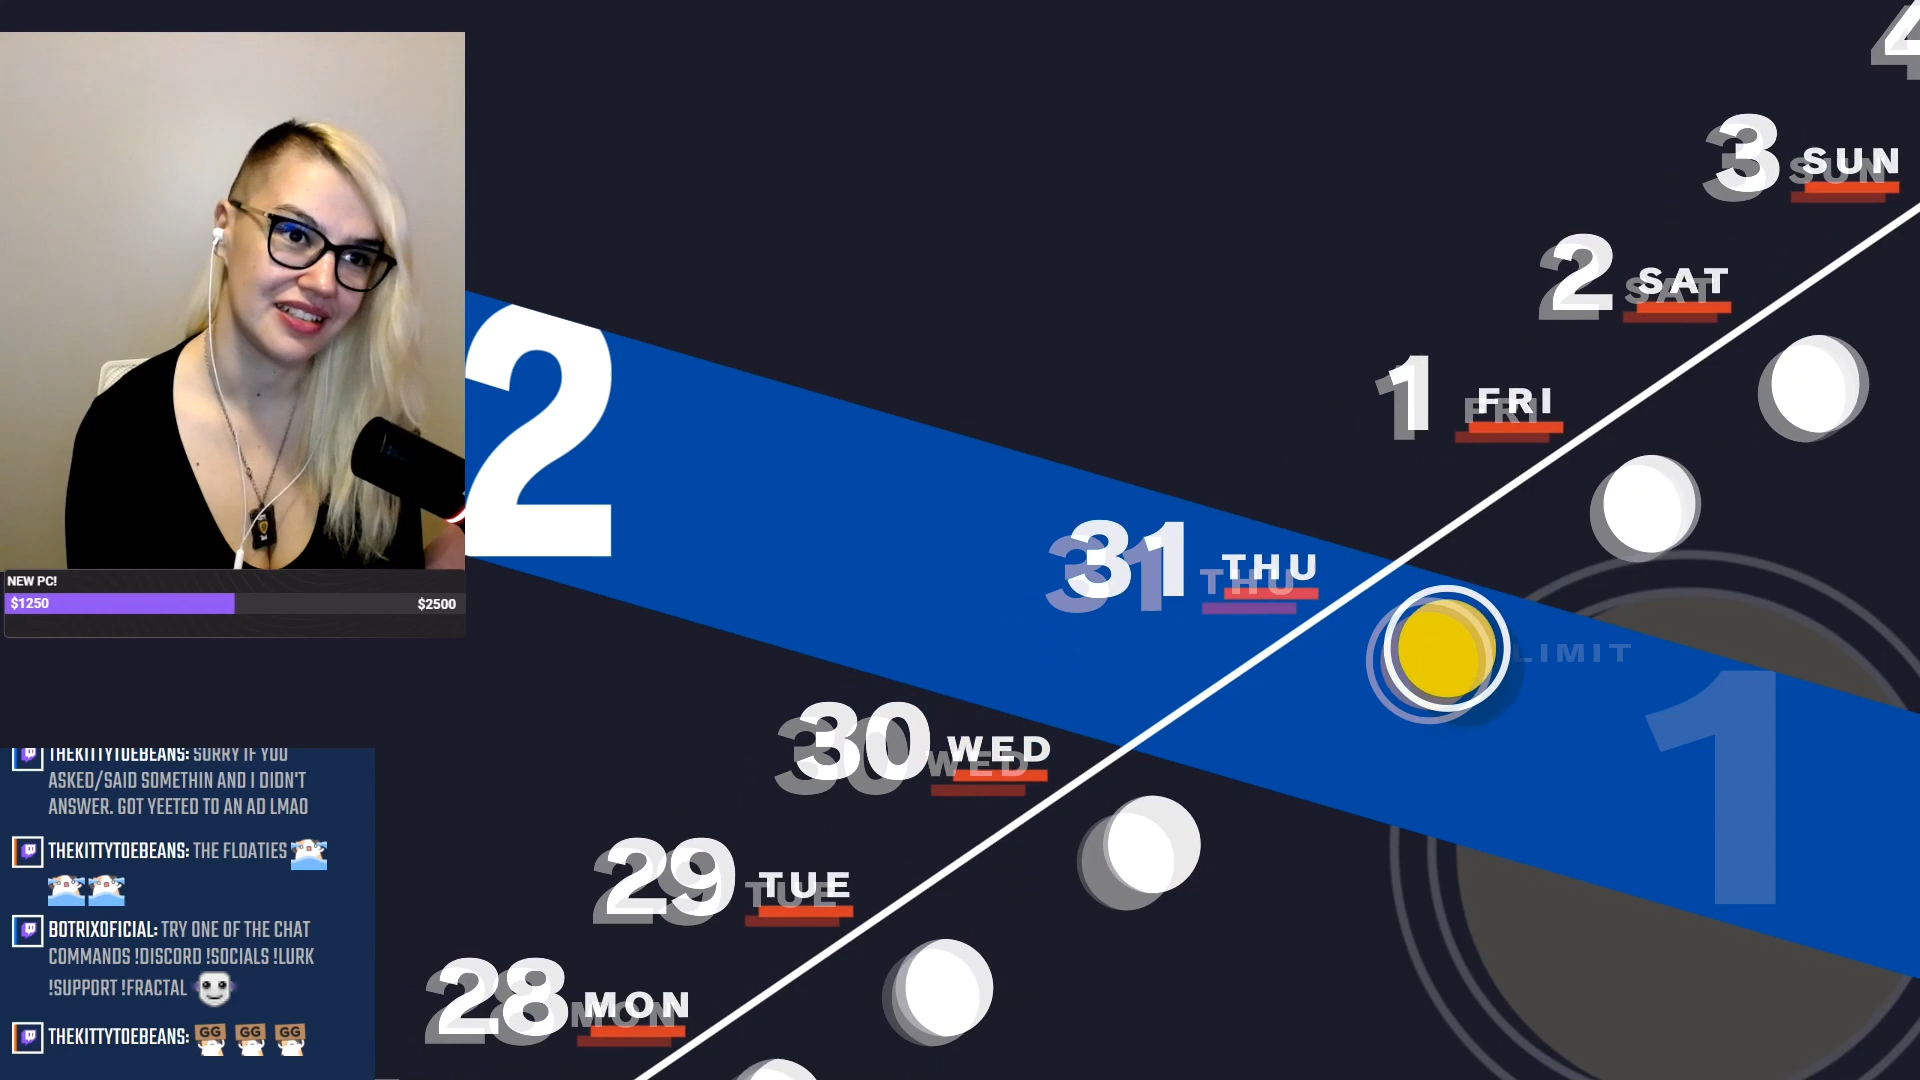 4
3 SUN
2 SAT
1 FRI
2
31 THU
LIMIT
1
30 WED
29 TUE
28 MON
NEW PC!
$1250 $2500
THEKITTYTOEBEANS: SORRY IF YOU
ASKED/SAID SOMETHIN AND I DIDN'T
ANSWER. GOT YEETED TO AN AD LMAO
THEKITTYTOEBEANS: THE FLOATIES
BOTRIXOFICIAL: TRY ONE OF THE CHAT
COMMANDS !DISCORD !SOCIALS !LURK
!SUPPORT !FRACTAL
THEKITTYTOEBEANS: GG GG GG